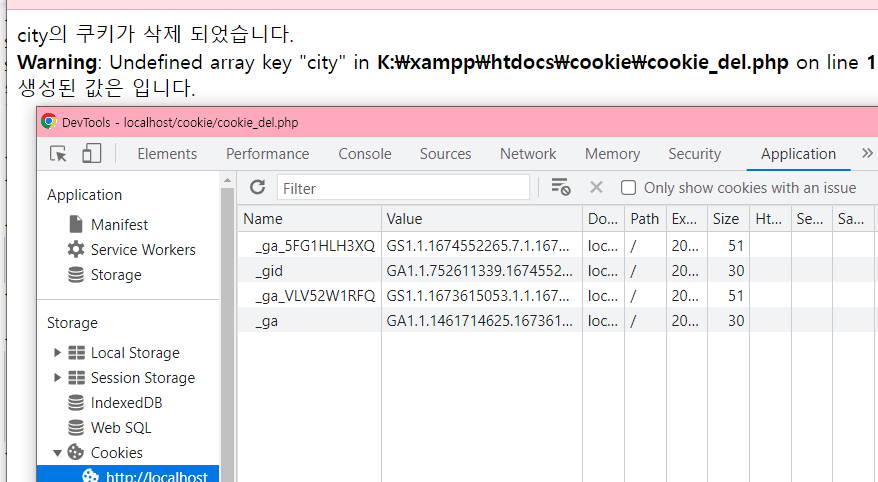 city의 쿠키가 삭제 되었습니다.
Warning: Undefined array key "city" in K:₩xampp₩htdocs₩cookie₩cookie_del.php on line 1
생성된 값은 입니다.
DevTools - localhost/cookie/cookie_del.php
Elements Performance Console Sources Network Memory Security Application »
Application
Manifest
Service Workers
Storage
Storage
Local Storage
Session Storage
IndexedDB
Web SQL
Cookies
http://localhost
Filter Only show cookies with an issue
Name Value Do... Path Ex... Size Ht... Se... Sa...
_ga_5FG1HLH3XQ GS1.1.1674552265.7.1.167... loc... / 20... 51
_gid GA1.1.752611339.1674552... loc... / 20... 30
_ga_VLV52W1RFQ GS1.1.1673615053.1.1.167... loc... / 20... 51
_ga GA1.1.1461714625.167361... loc... / 20... 30